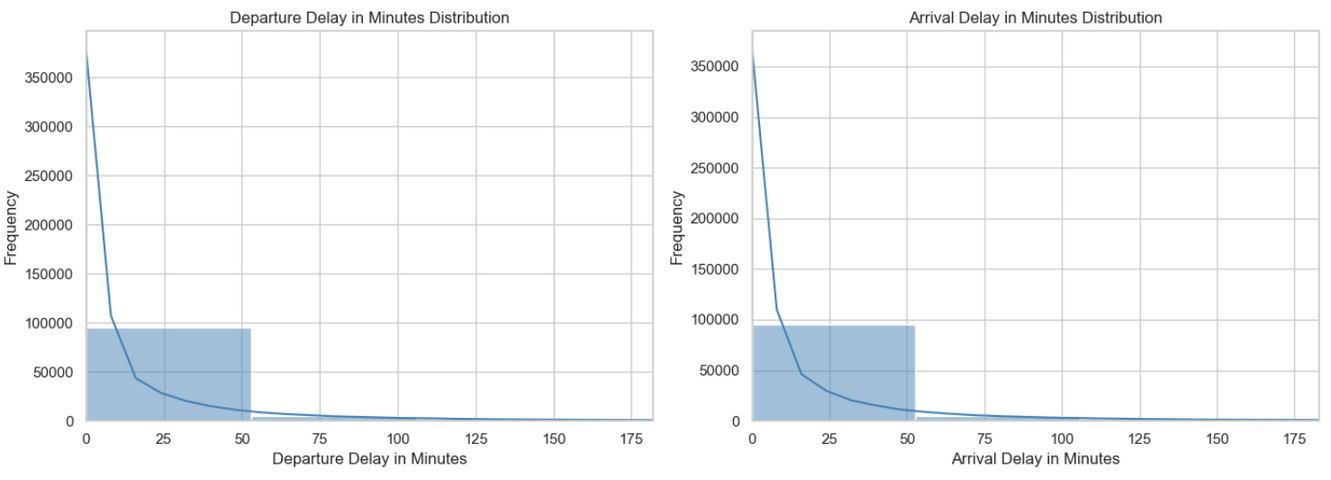 Departure Delay in Minutes Distribution
Frequency
350000
300000
250000
200000
150000
100000
50000
0
0 25 50 75 100 125 150 175
Departure Delay in Minutes
Arrival Delay in Minutes Distribution
Frequency
350000
300000
250000
200000
150000
100000
50000
0
0 25 50 75 100 125 150 175
Arrival Delay in Minutes